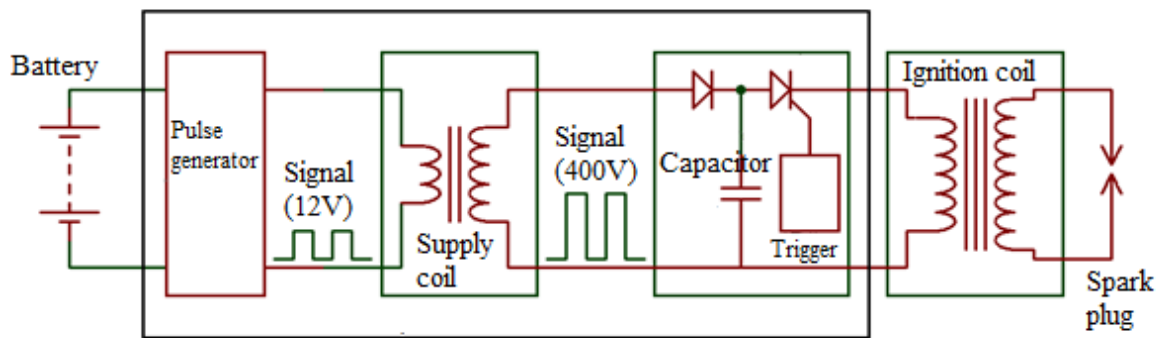 Battery
Pulse
generator
Signal
(12V)
Supply
coil
Signal
(400V)
Capacitor
Trigger
Ignition coil
Spark
plug